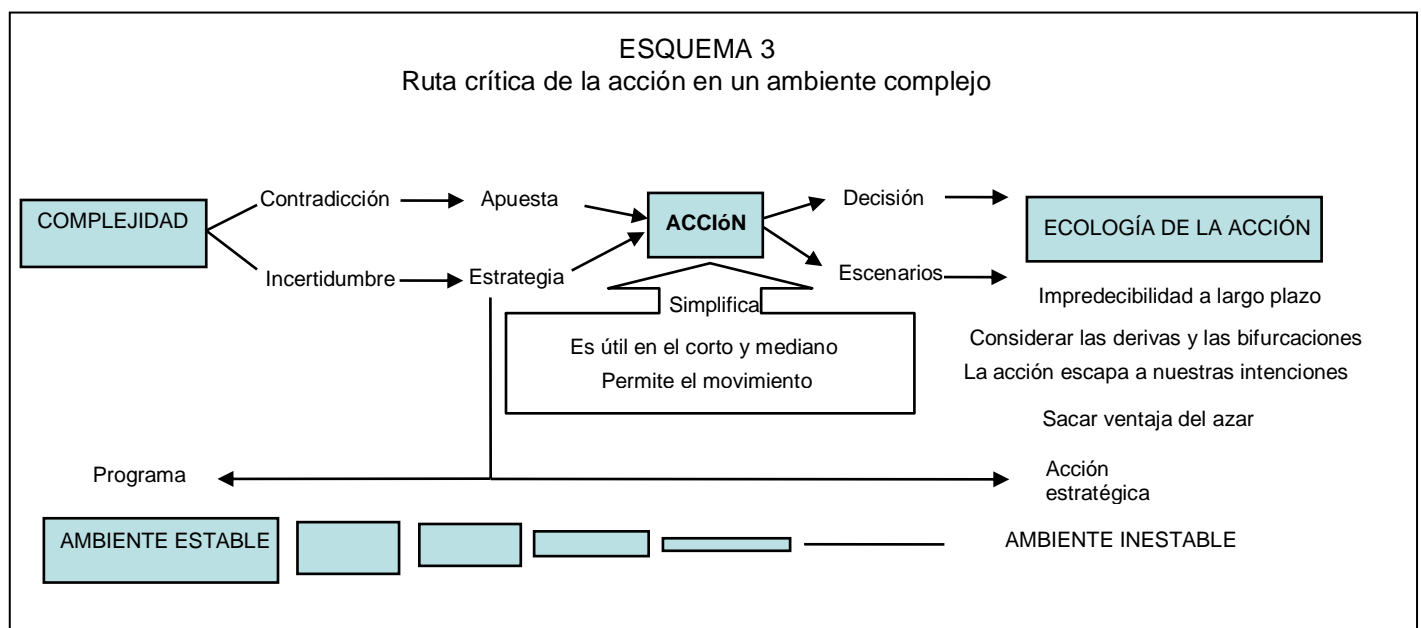 ESQUEMA 3
Ruta crítica de la acción en un ambiente complejo
COMPLEJIDAD
Contradicción
Apuesta
Incertidumbre
Estrategia
ACCIóN
Decisión
Escenarios
ECOLOGÍA DE LA ACCIÓN
Simplifica
Es útil en el corto y mediano
Permite el movimiento
Impredecibilidad a largo plazo
Considerar las derivas y las bifurcaciones
La acción escapa a nuestras intenciones
Sacar ventaja del azar
Programa
Acción
estratégica
AMBIENTE ESTABLE
AMBIENTE INESTABLE